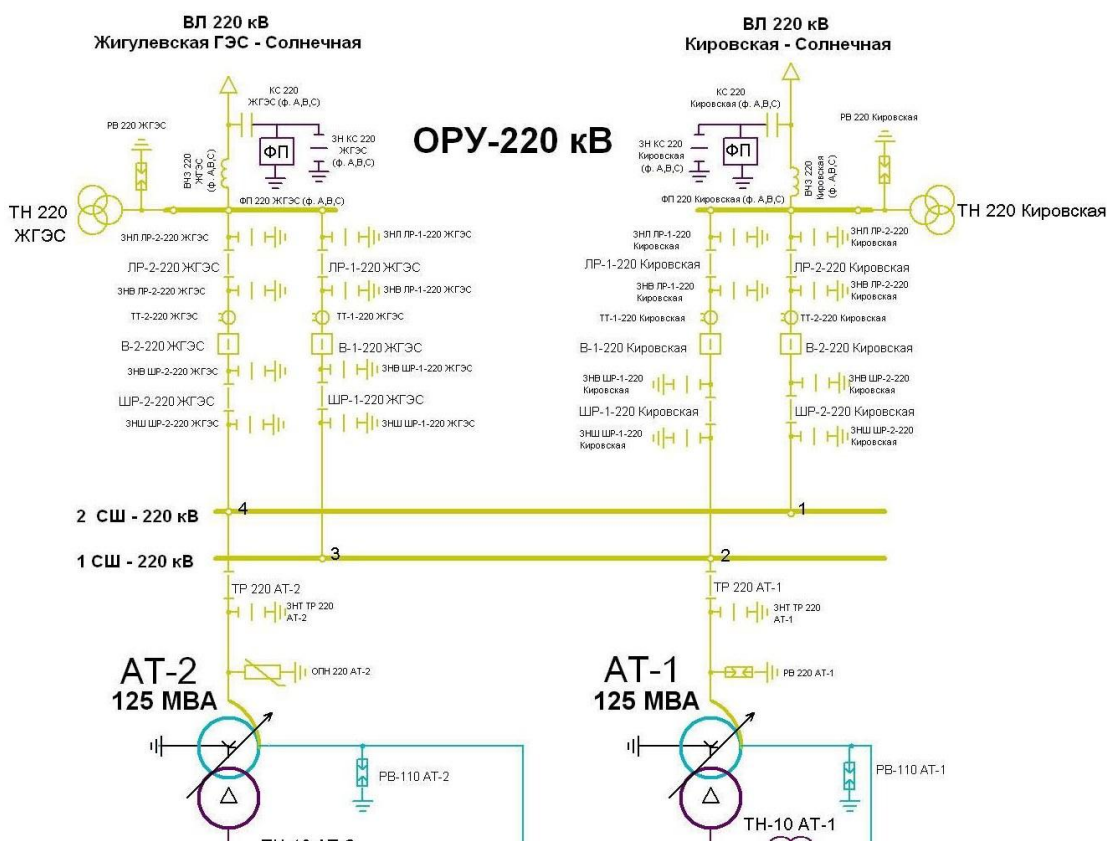 ВЛ 220 кВ
Жигулевская ГЭС - Солнечная
ВЛ 220 кВ
Кировская - Солнечная
ОРУ-220 кВ
КС 220
ЖГЭС (ф. А,В,С)
РВ 220 ЖГЭС
ФП
ЗН КС 220
ЖГЭС
(ф. А,В,С)
ВЧЗ 220
ЖГЭС
(ф. А,В,С)
ФП 220 ЖГЭС (ф. А,В,С)
ТН 220
ЖГЭС
КС 220
Кировская (ф. А,В,С)
РВ 220 Кировская
ЗН КС 220
Кировская
(ф. А,В,С)
ФП
ВЧЗ 220
Кировская
(ф. А,В,С)
ФП 220 Кировская (ф. А,В,С)
ТН 220 Кировская
ЗНЛ ЛР-2-220 ЖГЭС
ЗНЛ ЛР-1-220 ЖГЭС
ЛР-2-220 ЖГЭС
ЛР-1-220 ЖГЭС
ЗНВ ЛР-2-220 ЖГЭС
ЗНВ ЛР-1-220 ЖГЭС
ТТ-2-220 ЖГЭС
ТТ-1-220 ЖГЭС
В-2-220 ЖГЭС
В-1-220 ЖГЭС
ЗНВ ШР-2-220 ЖГЭС
ЗНВ ШР-1-220 ЖГЭС
ШР-2-220 ЖГЭС
ШР-1-220 ЖГЭС
ЗНШ ШР-2-220 ЖГЭС
ЗНШ ШР-1-220 ЖГЭС
ЗНЛ ЛР-1-220
Кировская
ЗНЛ ЛР-2-220
Кировская
ЛР-1-220 Кировская
ЛР-2-220 Кировская
ЗНВ ЛР-1-220
Кировская
ЗНВ ЛР-2-220
Кировская
ТТ-1-220 Кировская
ТТ-2-220 Кировская
В-1-220 Кировская
В-2-220 Кировская
ЗНВ ШР-1-220
Кировская
ЗНВ ШР-2-220
Кировская
ШР-1-220 Кировская
ШР-2-220 Кировская
ЗНШ ШР-1-220
Кировская
ЗНШ ШР-2-220
Кировская
2 СШ - 220 кВ
4
1
1 СШ - 220 кВ
3
2
ТР 220 АТ-2
ЗНТ ТР 220
АТ-2
ОПН 220 АТ-2
АТ-2
125 МВА
РВ-110 АТ-2
ТР 220 АТ-1
ЗНТ ТР 220
АТ-1
РВ 220 АТ-1
АТ-1
125 МВА
РВ-110 АТ-1
ТН-10 АТ-1